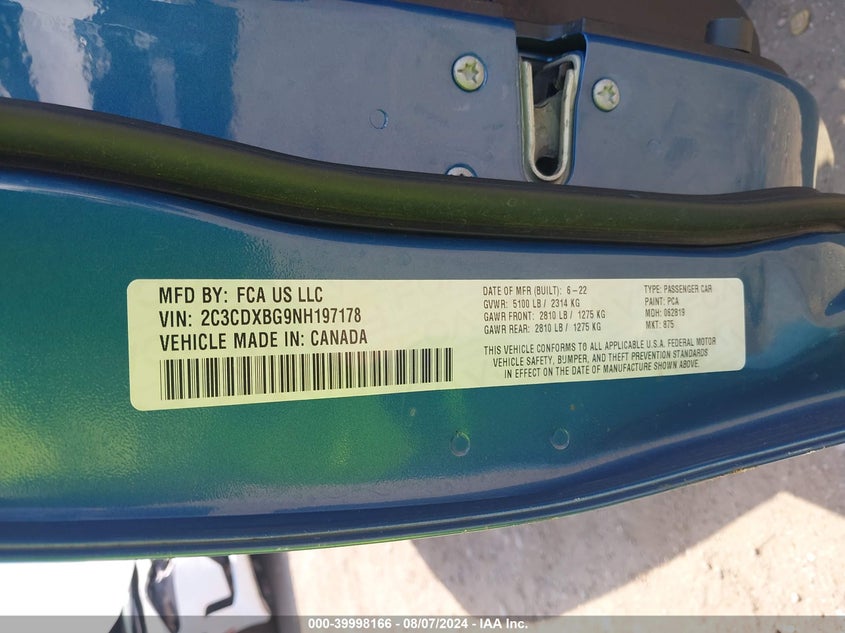 MFD BY: FCA US LLC
VIN: 2C3CDXBG9NH197178
VEHICLE MADE IN: CANADA
DATE OF MFR (BUILT): 6-22
GVWR: 5100 LB / 2314 KG
GAWR FRONT: 2810 LB / 1275 KG
GAWR REAR: 2810 LB / 1275 KG
TYPE: PASSENGER CAR
PAINT: PCA
MDH: 062819
MKT: 875
THIS VEHICLE CONFORMS TO ALL APPLICABLE U.S.A. FEDERAL MOTOR
VEHICLE SAFETY, BUMPER, AND THEFT PREVENTION STANDARDS
IN EFFECT ON THE DATE OF MANUFACTURE SHOWN ABOVE.
000-39998166 - 08/07/2024 - IAA Inc.